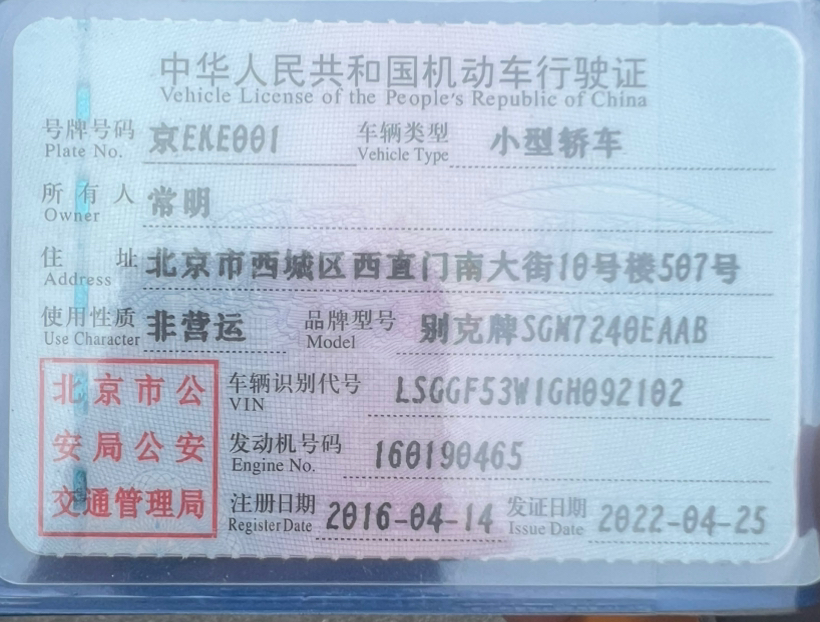 中华人民共和国机动车行驶证
Vehicle License of the People's Republic of China
号牌号码 京EKE001 车辆类型 小型轿车
Plate No. Vehicle Type
所有人 常明
Owner
住址 北京市西城区西直门南大街10号楼507号
Address
使用性质 非营运 品牌型号 别克牌SGM7240EAAB
Use Character Model
北京市公 车辆识别代号 LSGGF53W1GH092102
VIN
安局公安 发动机号码 160190465
Engine No.
交通管理局 注册日期 2016-04-14 发证日期 2022-04-25
Register Date Issue Date